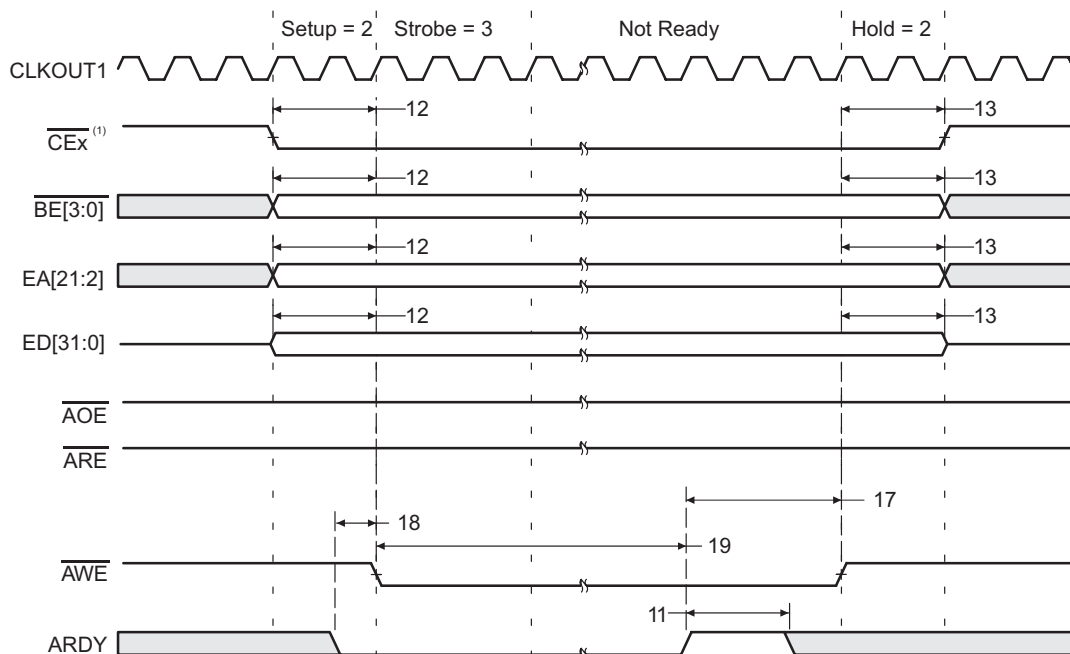 Setup = 2 Strobe = 3 Not Ready Hold = 2
CLKOUT1
12 13
CEx (1)
12 13
BE[3:0]
12 13
EA[21:2]
12 13
ED[31:0]
AOE
ARE
17
18
19
AWE
11
ARDY